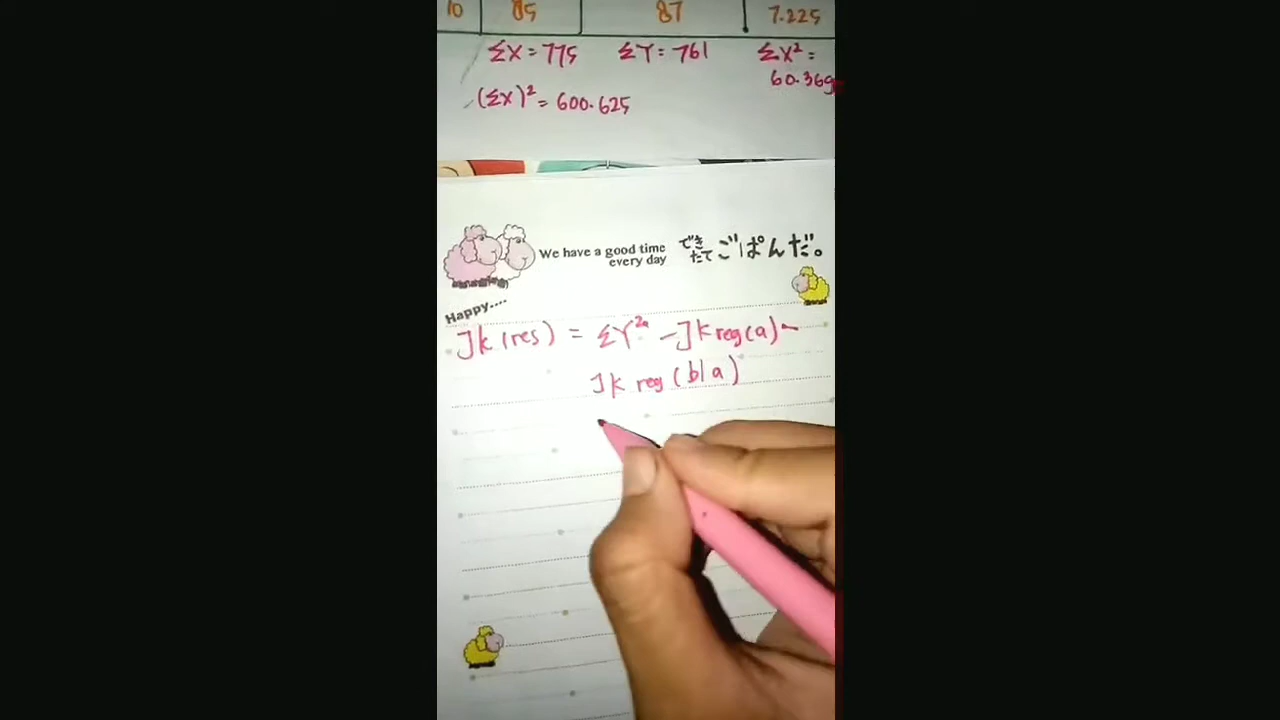 10 85 87 7.225
ΣX = 775 ΣY = 761 ΣX² =
60.369
(ΣX)² = 600.625
We have a good time
every day
できたて ごぱんだ。
Happy....
Jk (res) = ΣY² - Jk reg (a) -
Jk reg (b/a)